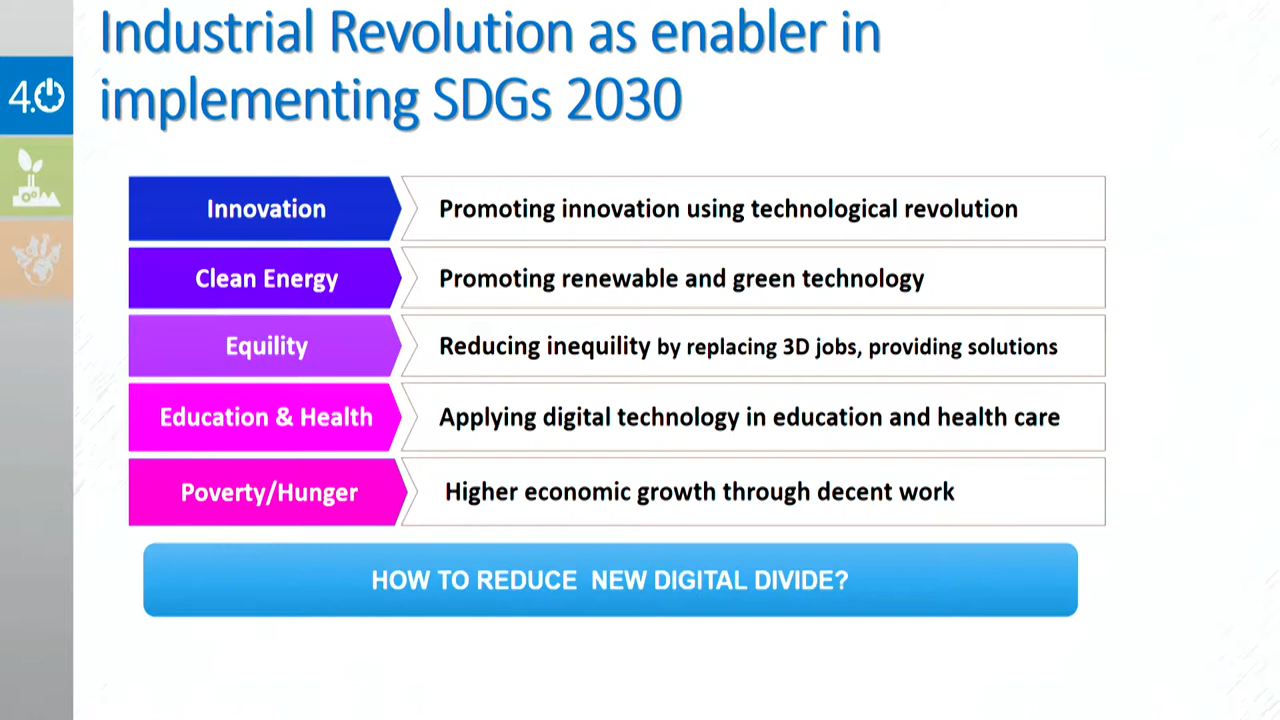 Industrial Revolution as enabler in
implementing SDGs 2030
4.0
Innovation
Promoting innovation using technological revolution
Clean Energy
Promoting renewable and green technology
Equility
Reducing inequility by replacing 3D jobs, providing solutions
Education & Health
Applying digital technology in education and health care
Poverty/Hunger
Higher economic growth through decent work
HOW TO REDUCE NEW DIGITAL DIVIDE?